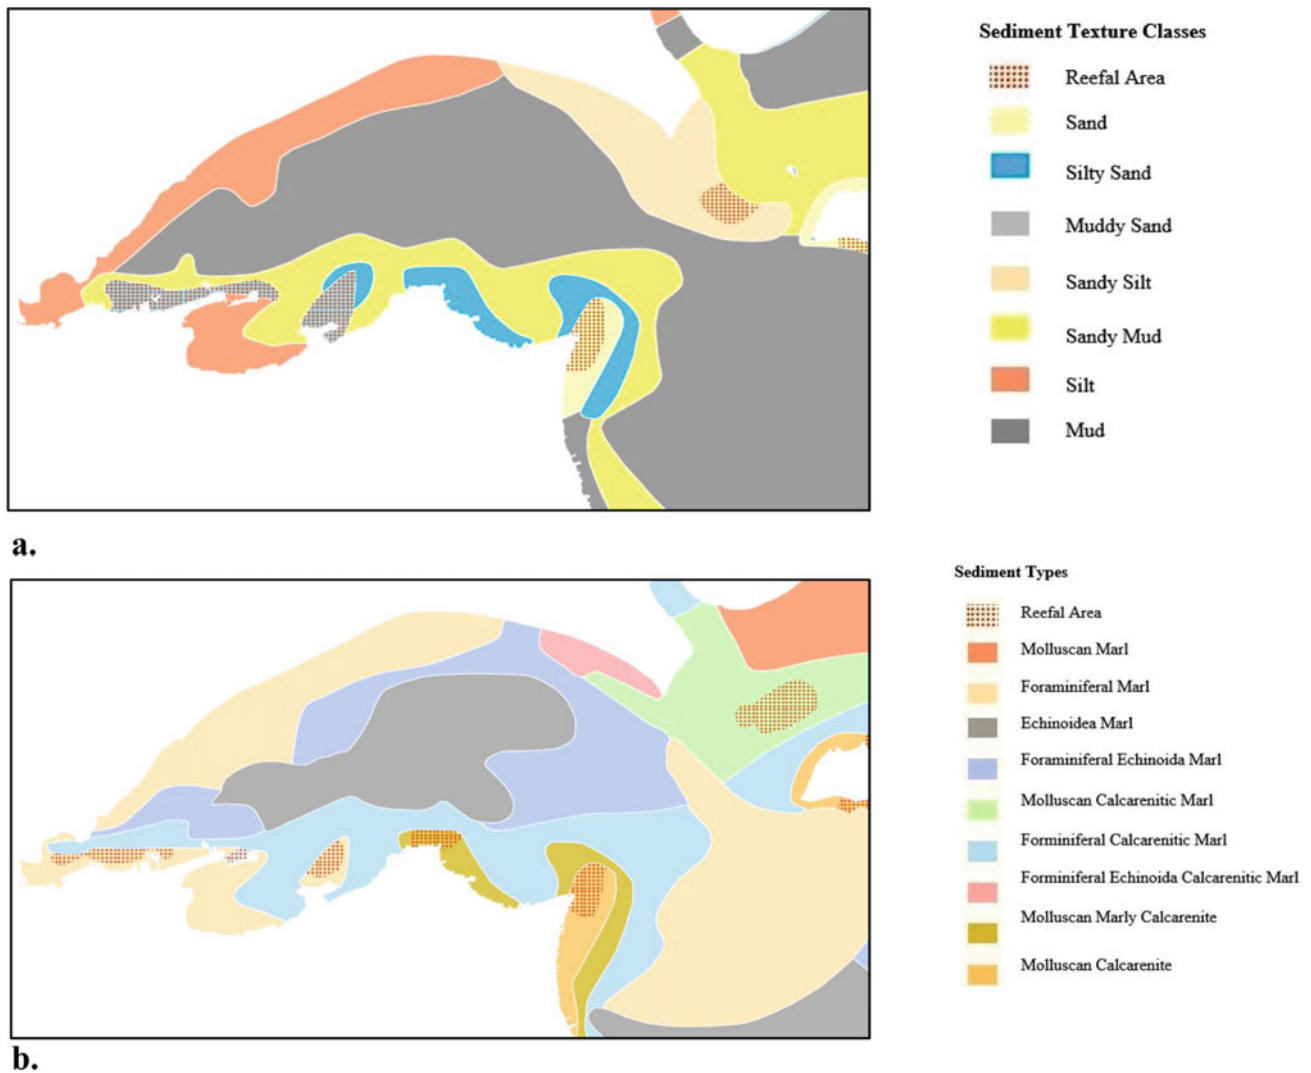 Sediment Texture Classes
Reefal Area
Sand
Silty Sand
Muddy Sand
Sandy Silt
Sandy Mud
Silt
Mud
a.
Sediment Types
Reefal Area
Molluscan Marl
Foraminiferal Marl
Echinoidea Marl
Foraminiferal Echinoida Marl
Molluscan Calcarenitic Marl
Forminiferal Calcarenitic Marl
Forminiferal Echinoida Calcarenitic Marl
Molluscan Marly Calcarenite
Molluscan Calcarenite
b.